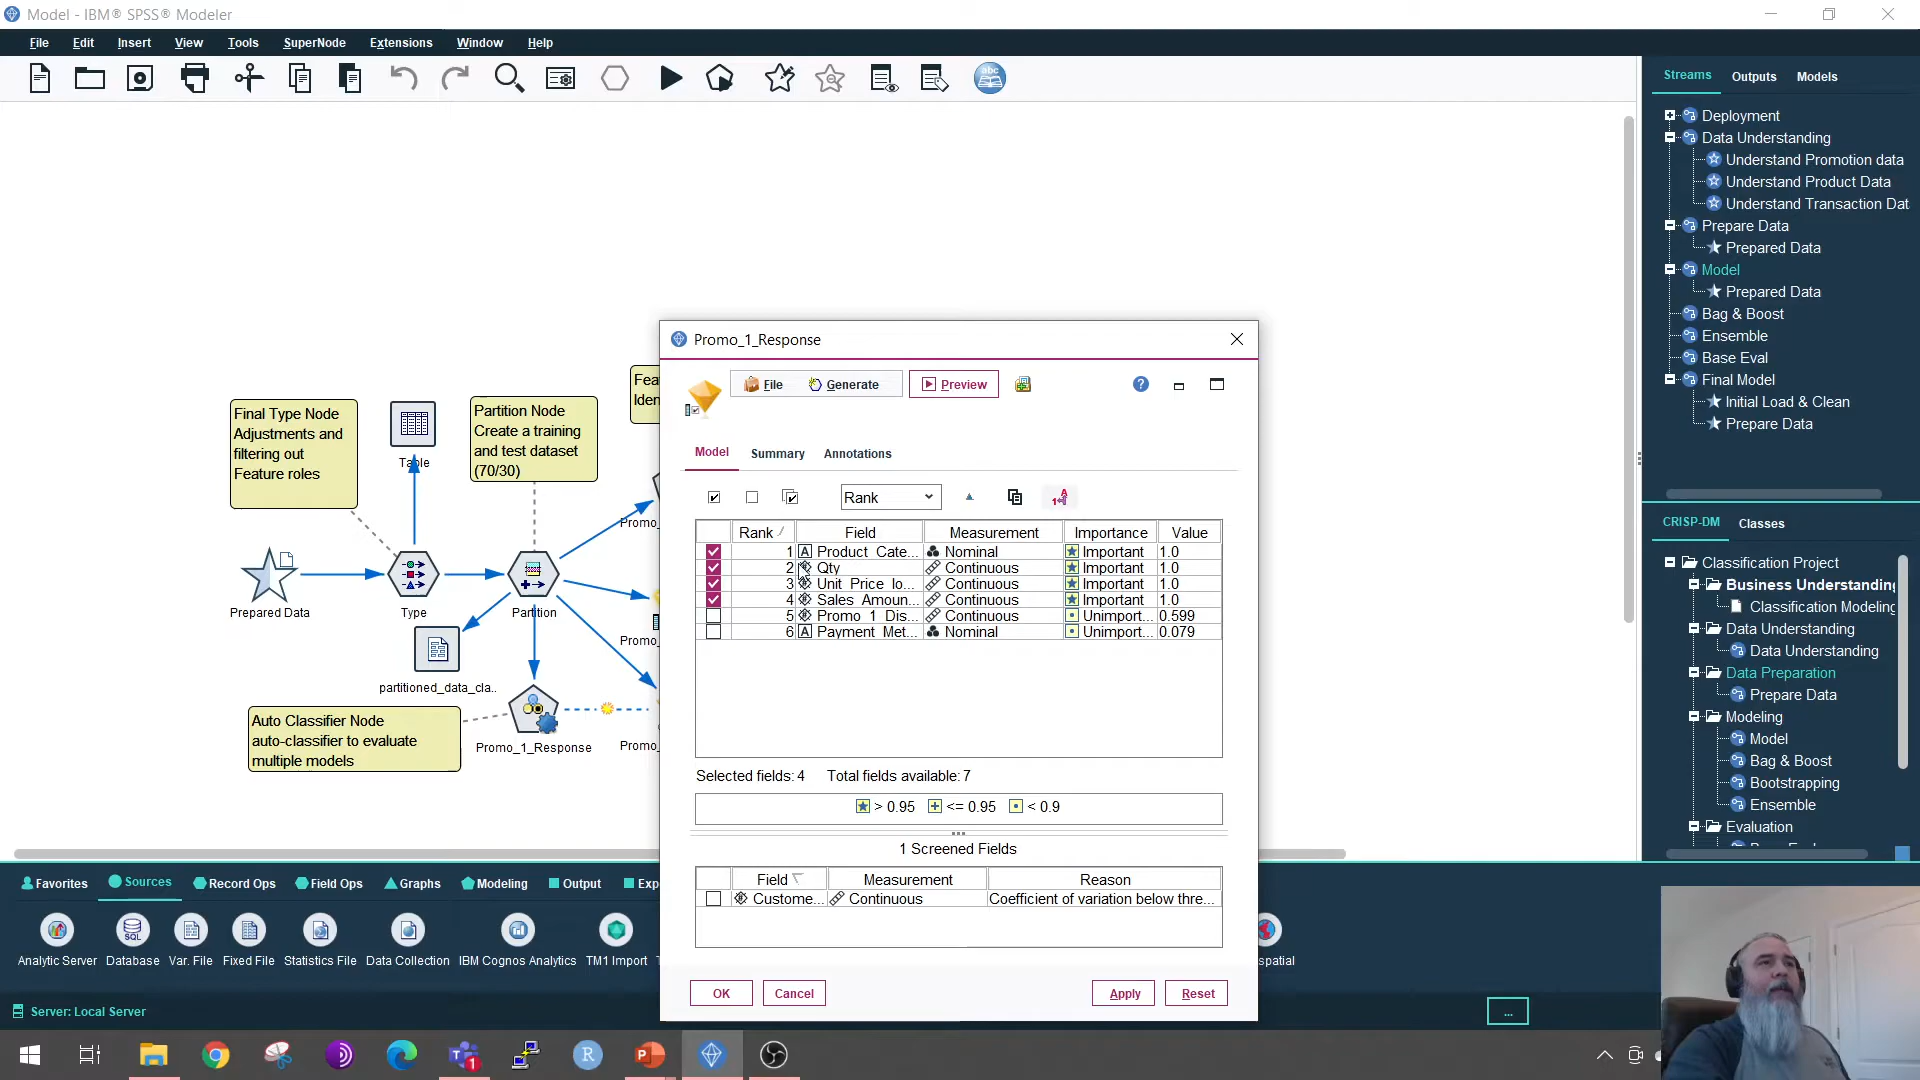 Model - IBM® SPSS® Modeler
File Edit Insert View Tools SuperNode Extensions Window Help
Final Type Node
Adjustments and
filtering out
Feature roles
Table
Partition Node
Create a training
and test dataset
(70/30)
Fea
Iden
Promo_
Prepared Data
Type
Partition
Promo_
partitioned_data_cla..
Auto Classifier Node
auto-classifier to evaluate
multiple models
Promo_1_Response
Promo_
Promo_1_Response
File Generate Preview
Model Summary Annotations
Rank
Rank Field Measurement Importance Value
1 Product Cate... Nominal Important 1.0
2 Qty Continuous Important 1.0
3 Unit Price lo... Continuous Important 1.0
4 Sales Amoun... Continuous Important 1.0
5 Promo 1 Dis... Continuous Unimport... 0.599
6 Payment Met... Nominal Unimport... 0.079
Selected fields: 4 Total fields available: 7
> 0.95 <= 0.95 < 0.9
1 Screened Fields
Field Measurement Reason
Custome... Continuous Coefficient of variation below thre...
OK Cancel Apply Reset
Streams Outputs Models
Deployment
Data Understanding
Understand Promotion data
Understand Product Data
Understand Transaction Dat
Prepare Data
Prepared Data
Model
Prepared Data
Bag & Boost
Ensemble
Base Eval
Final Model
Initial Load & Clean
Prepare Data
CRISP-DM Classes
Classification Project
Business Understanding
Classification Modeling
Data Understanding
Data Understanding
Data Preparation
Prepare Data
Modeling
Model
Bag & Boost
Bootstrapping
Ensemble
Evaluation
Favorites Sources Record Ops Field Ops Graphs Modeling Output Exp
Analytic Server Database Var. File Fixed File Statistics File Data Collection IBM Cognos Analytics TM1 Import spatial
Server: Local Server
...